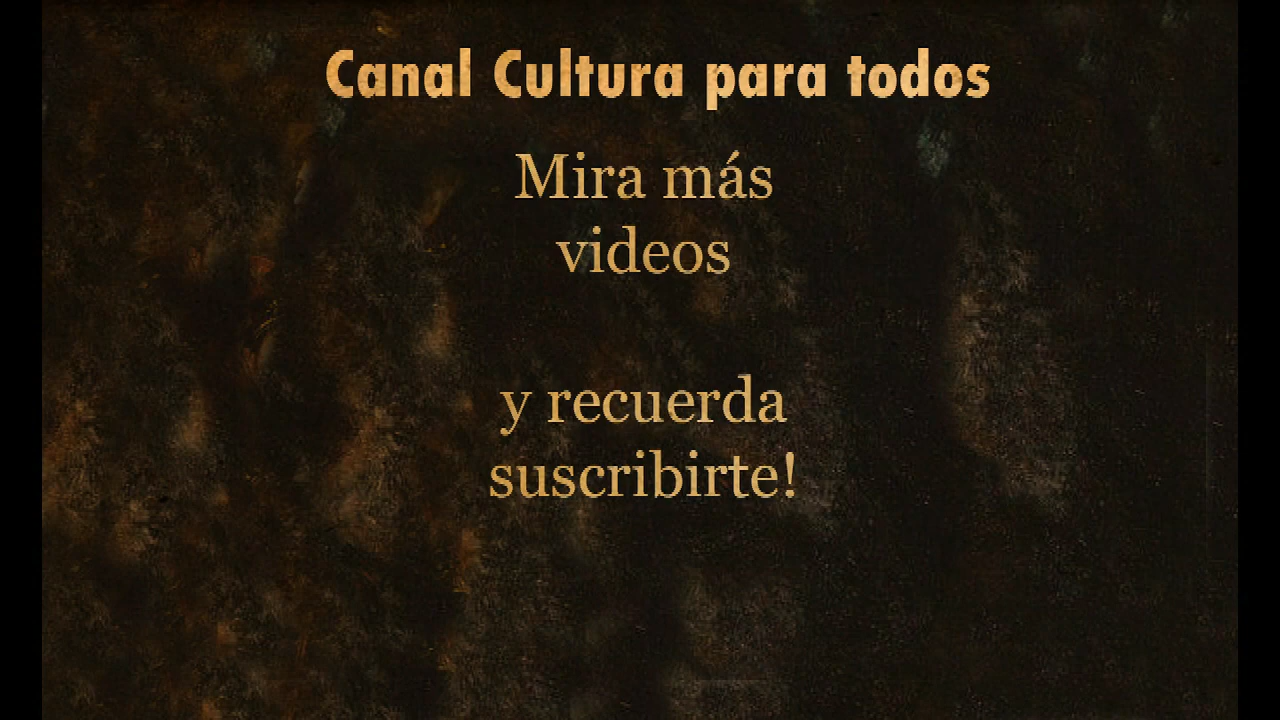 Canal Cultura para todos
Mira más
videos
y recuerda
suscribirte!